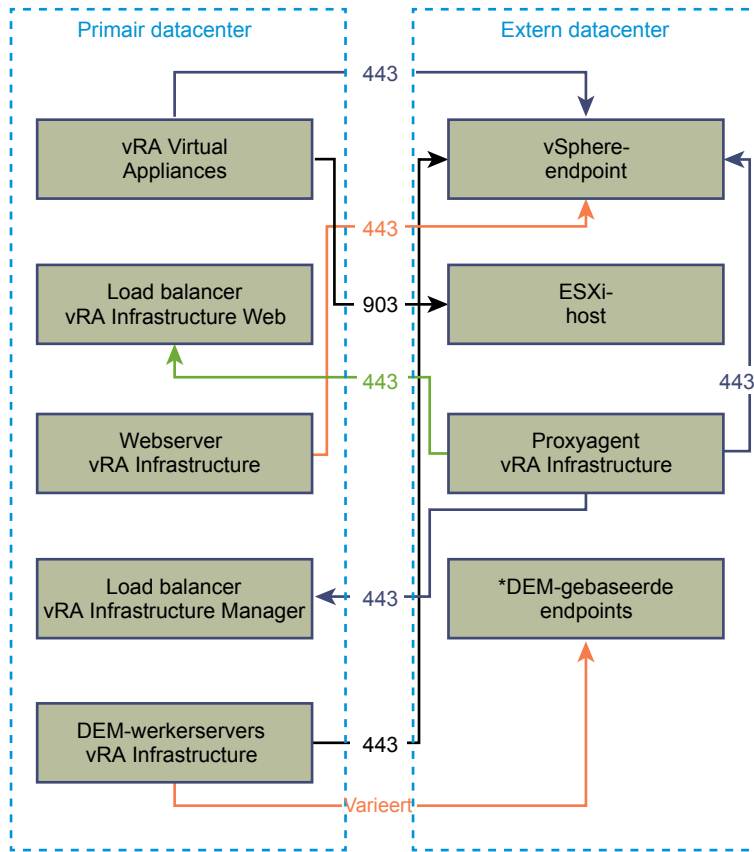 Primair datacenter
Extern datacenter
443
vRA Virtual
Appliances
vSphere-
endpoint
443
Load balancer
vRA Infrastructure Web
903
ESXi-
host
443
443
Webserver
vRA Infrastructure
Proxyagent
vRA Infrastructure
Load balancer
vRA Infrastructure Manager
443
*DEM-gebaseerde
endpoints
DEM-werkerservers
vRA Infrastructure
443
Varieert